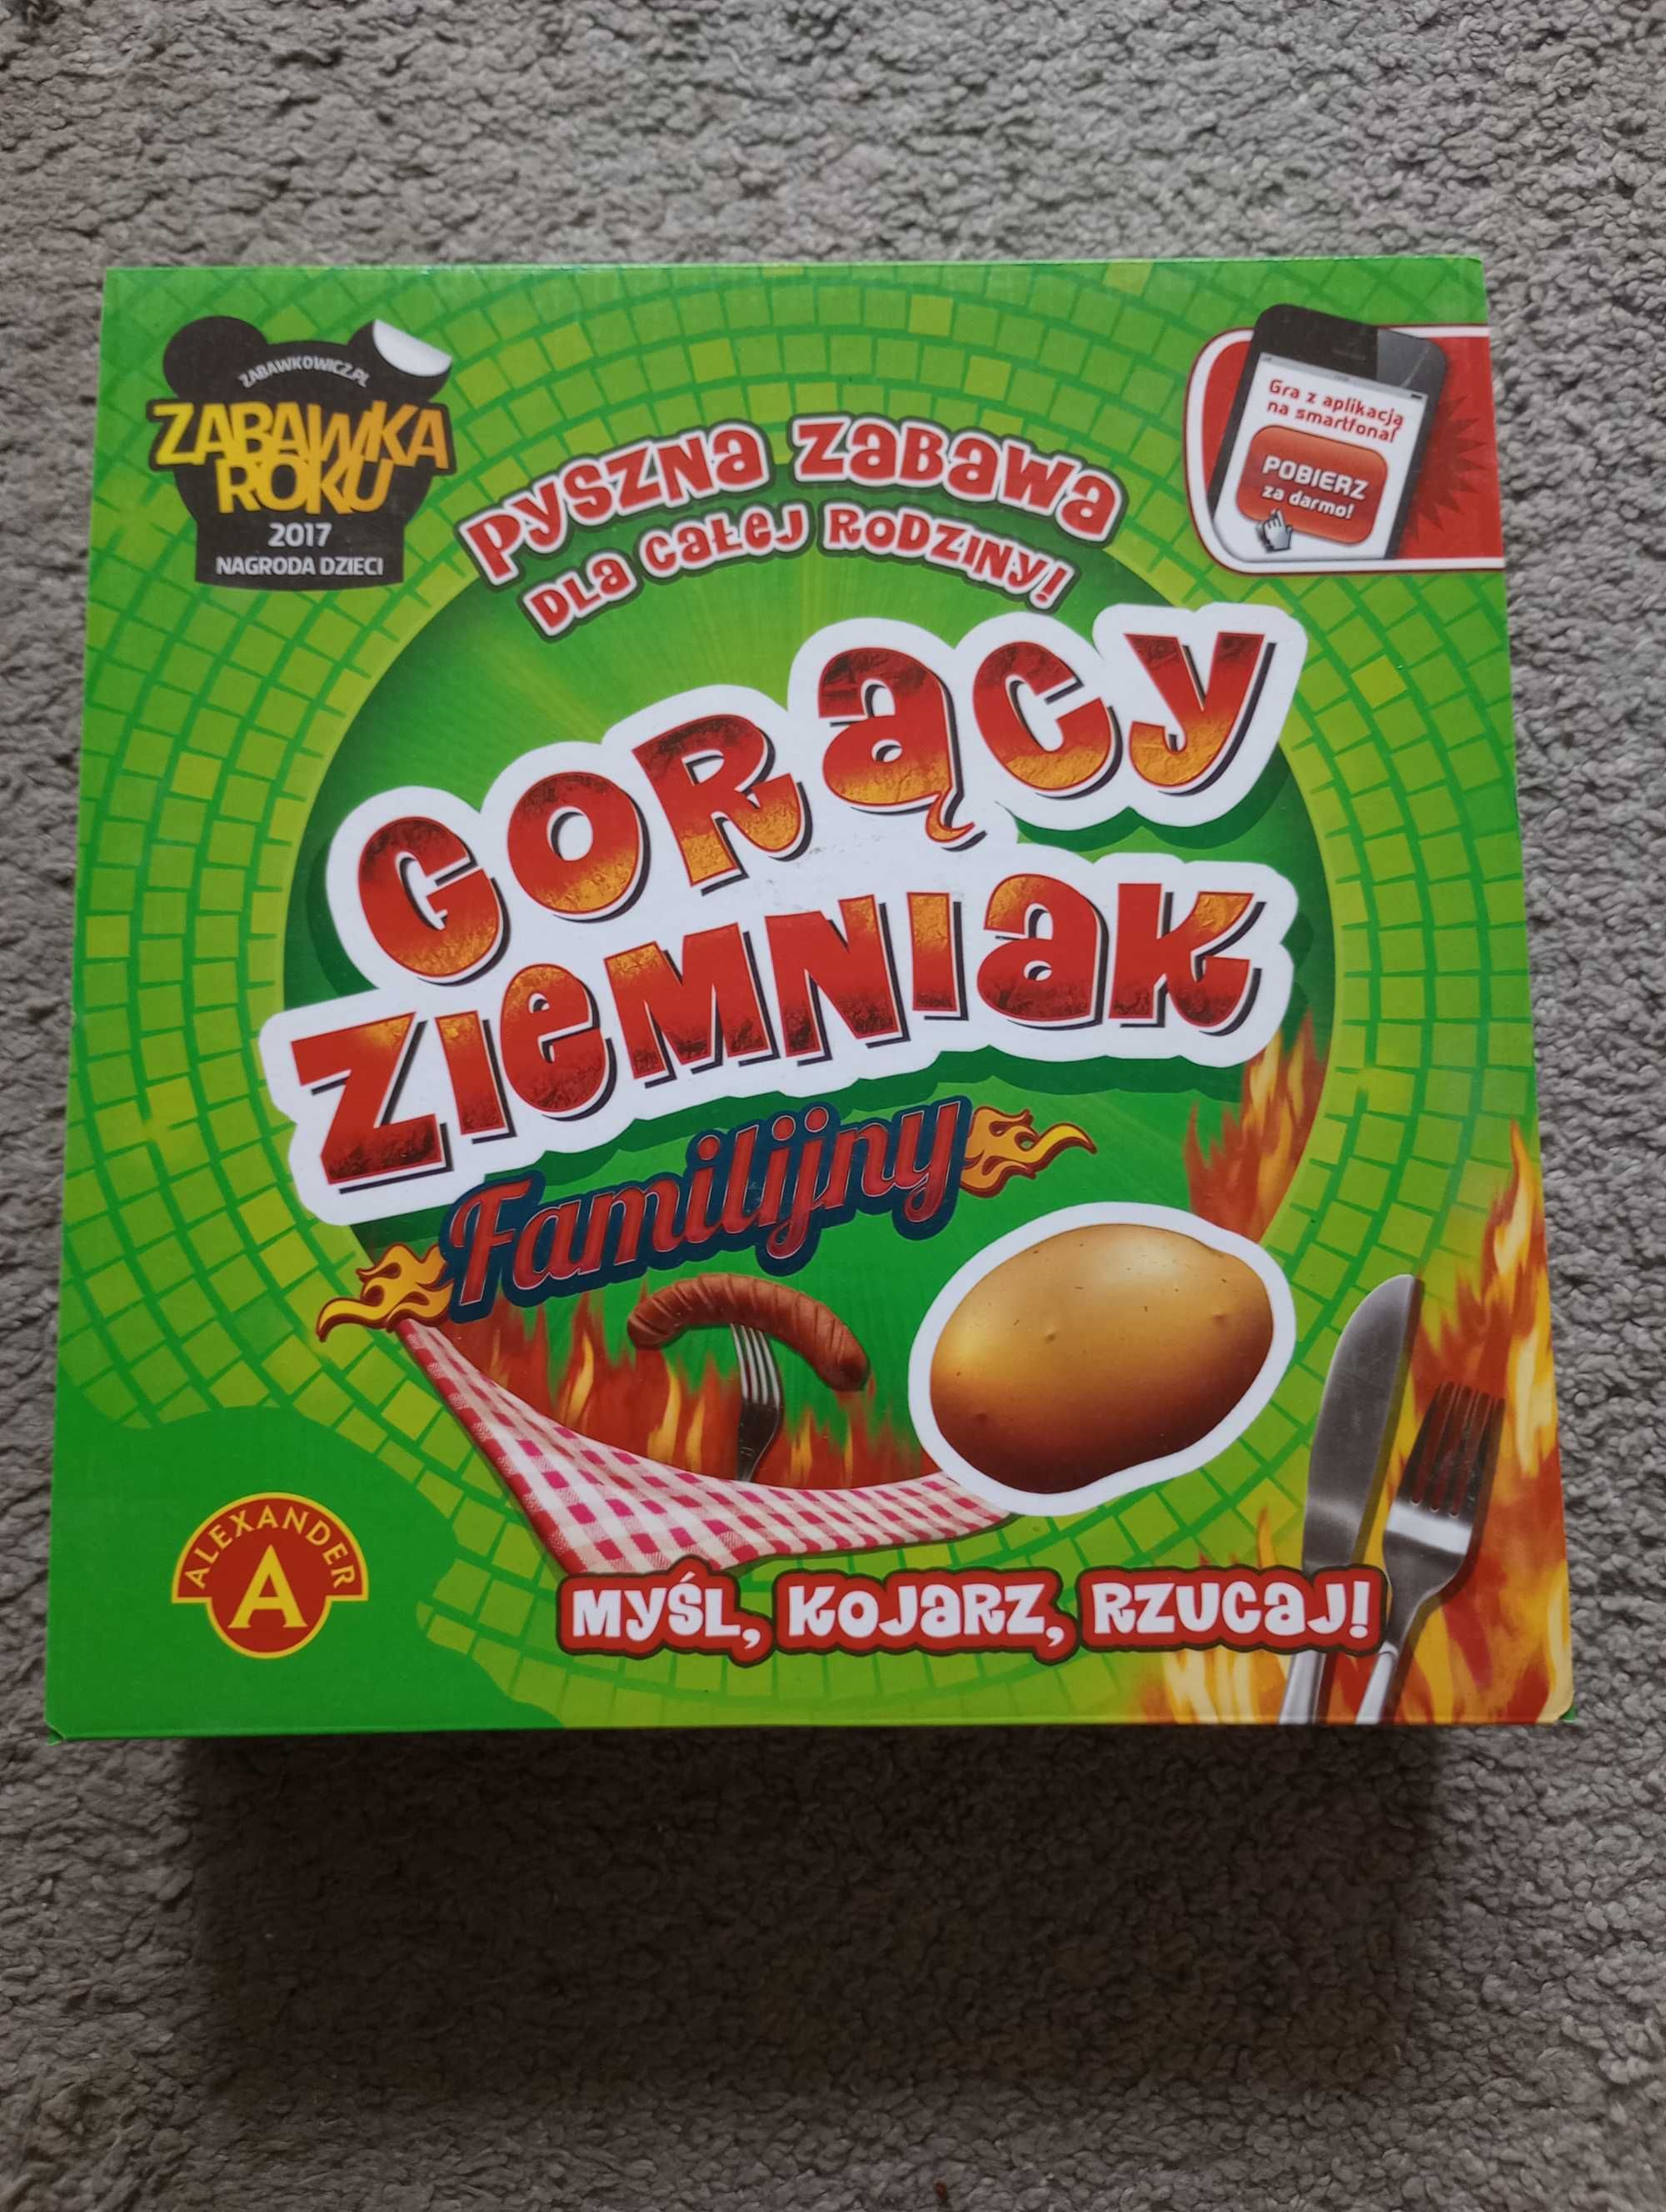 ZABAWKOWICZ.PL
ZABAWKA
ROKU
2017
NAGRODA DZIECI
Gra z aplikacją
na smartfona!
POBIERZ
za darmo!
PYSZNA ZABAWA
DLA CAŁEJ RODZINY!
GORĄCY
ZIEMNIAK
Familijny
ALEXANDER
A
MYŚL, KOJARZ, RZUCAJ!